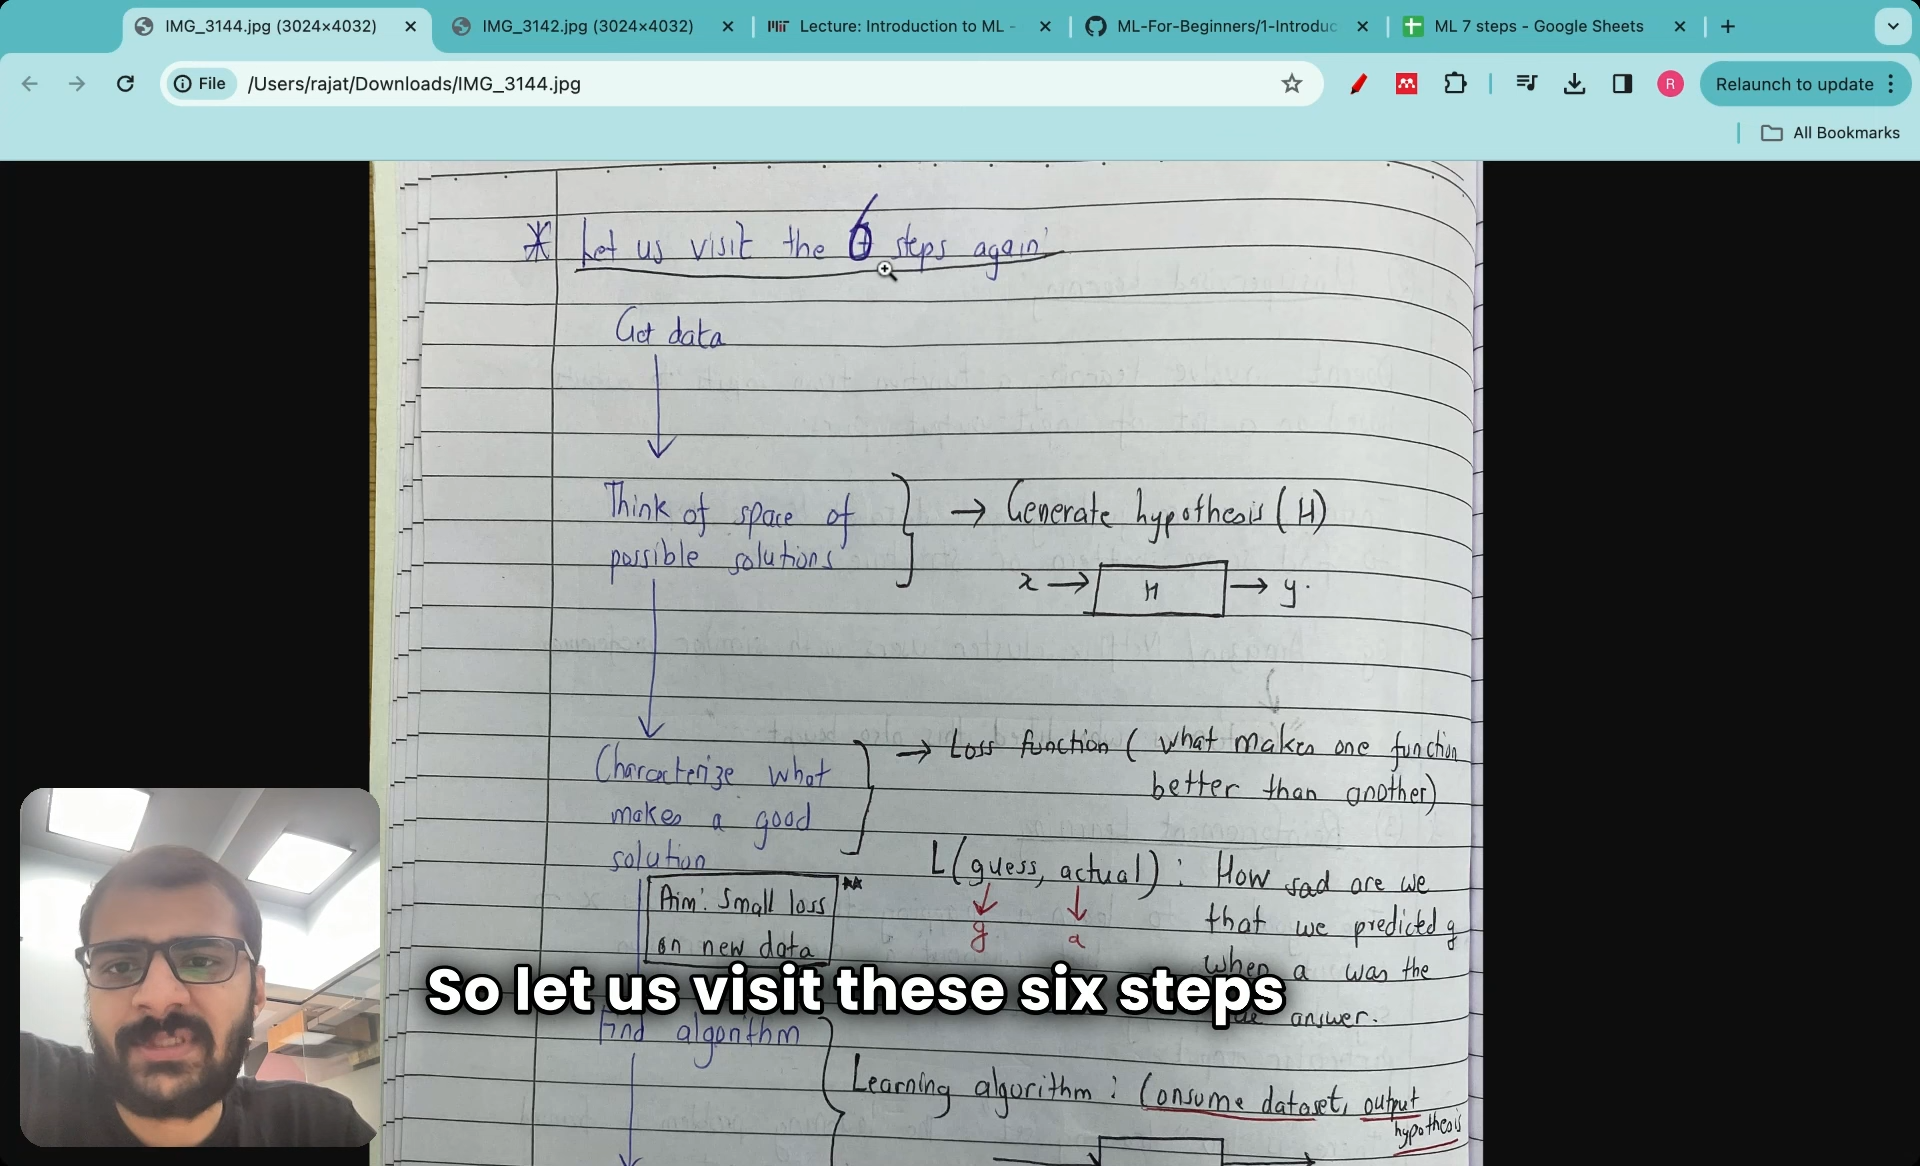 IMG_3144.jpg (3024×4032)
IMG_3142.jpg (3024×4032)
Lecture: Introduction to ML -
ML-For-Beginners/1-Introduc
ML 7 steps - Google Sheets
File
/Users/rajat/Downloads/IMG_3144.jpg
R
Relaunch to update
All Bookmarks
* Let us visit the 6 steps again:
Get data
Think of space of
possible solutions
→ Generate hypothesis (H)
x → H → y.
Characterize what
makes a good
solution
→ Loss function ( what makes one function
better than another)
Aim: Small loss
on new data
**
L(guess, actual) : How sad are we
that we predicted g
when a was the
answer.
g
a
So let us visit these six steps
Find algorithm
Learning algorithm : Consume dataset, output
hypothesis